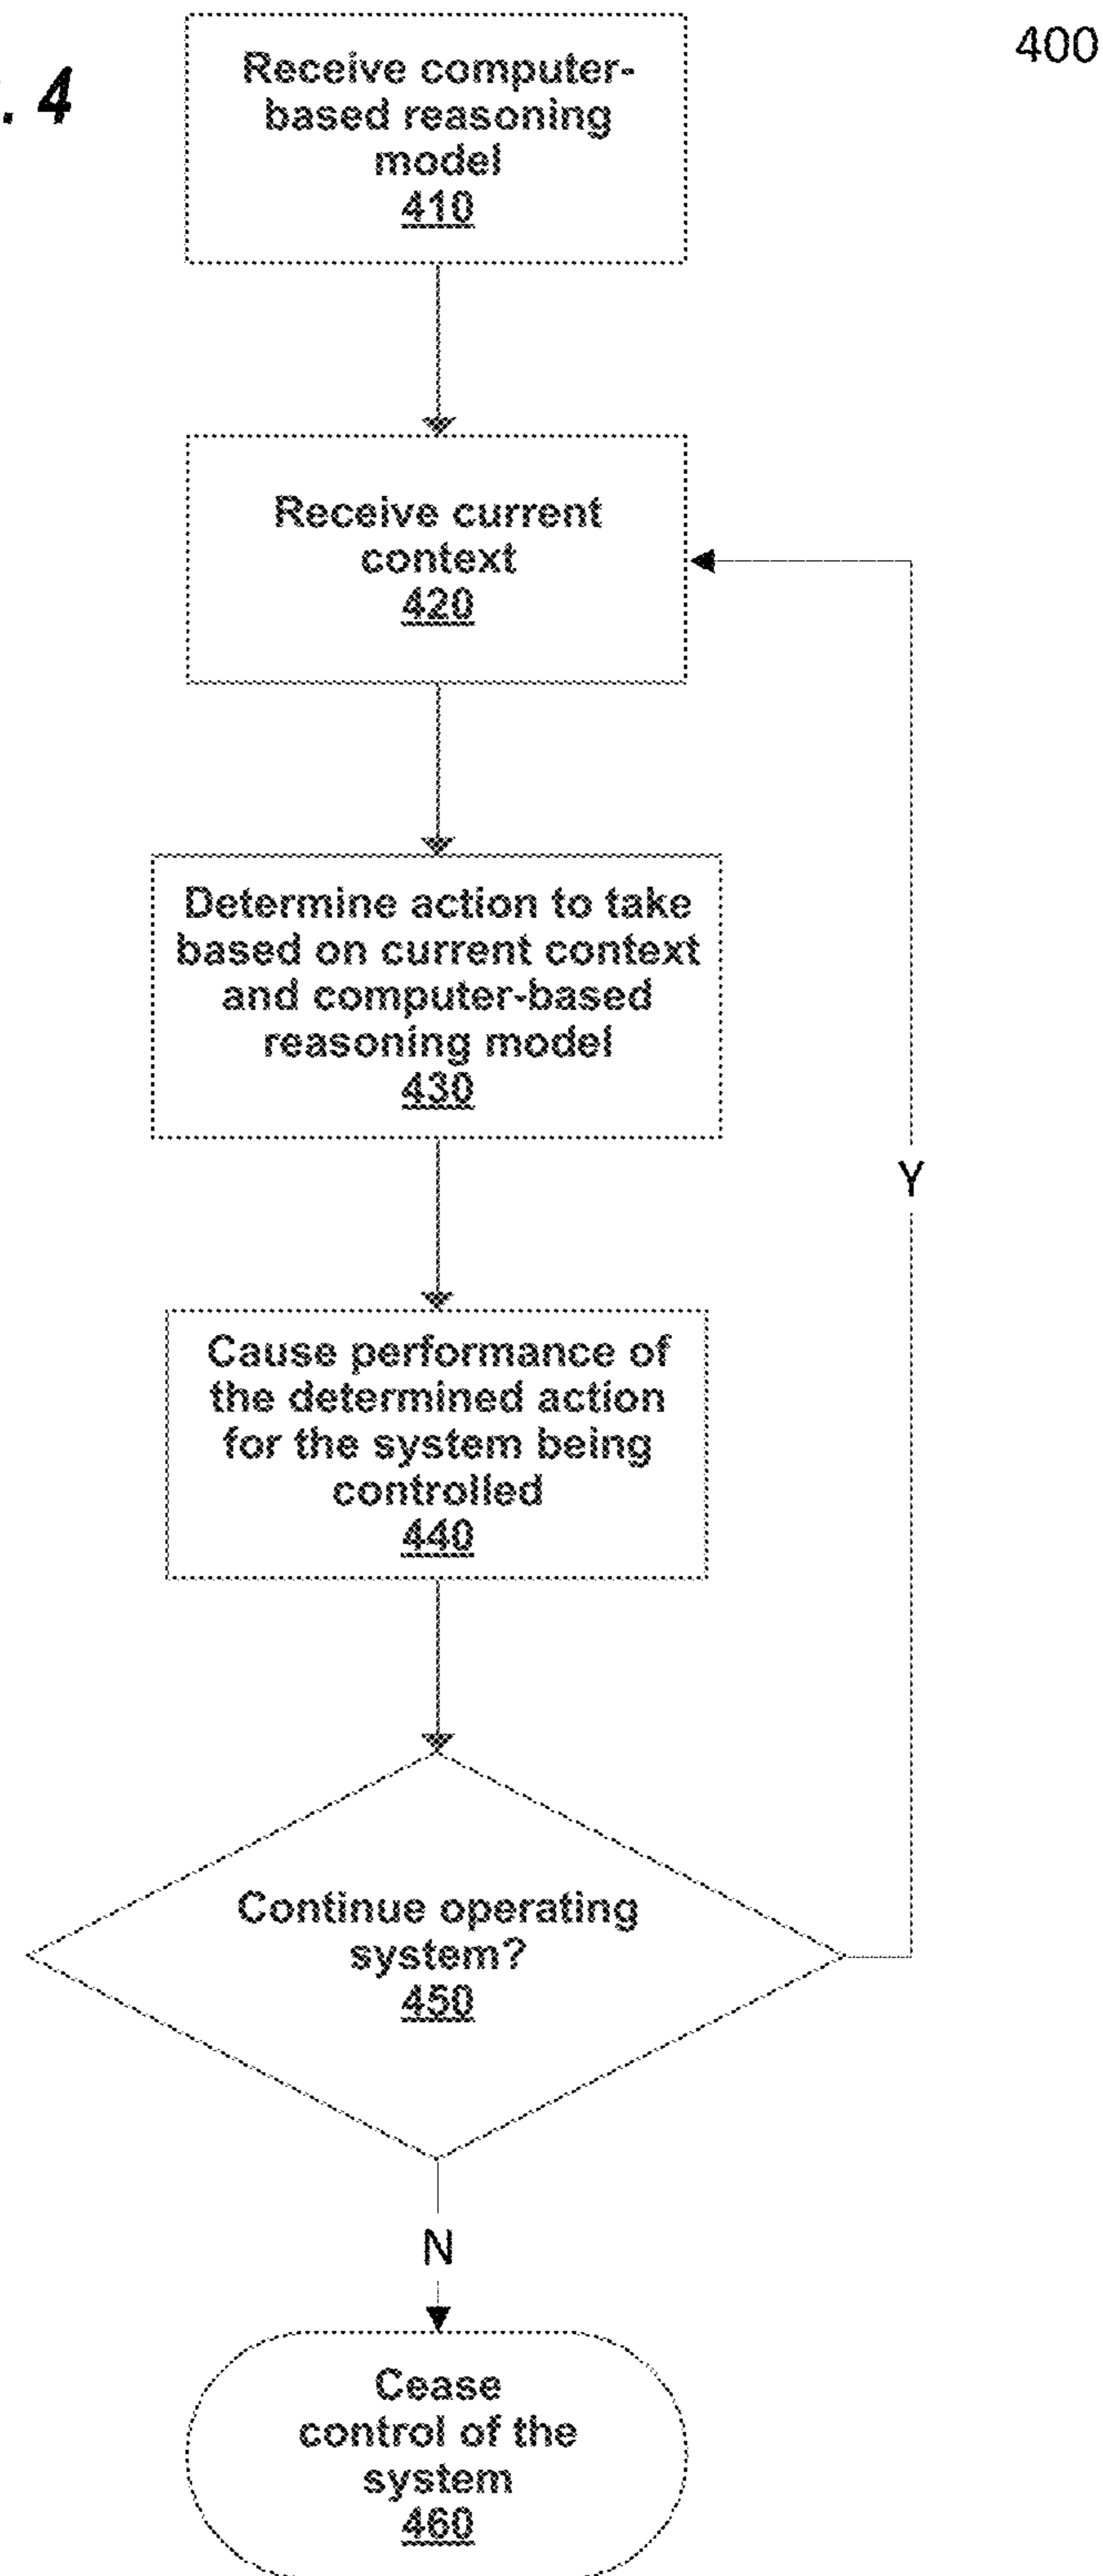 . 4
400
Receive computer-
based reasoning
model
410
Receive current
context
420
Determine action to take
based on current context
and computer-based
reasoning model
430
Y
Cause performance of
the determined action
for the system being
controlled
440
Continue operating
system?
450
N
Cease
control of the
system
460